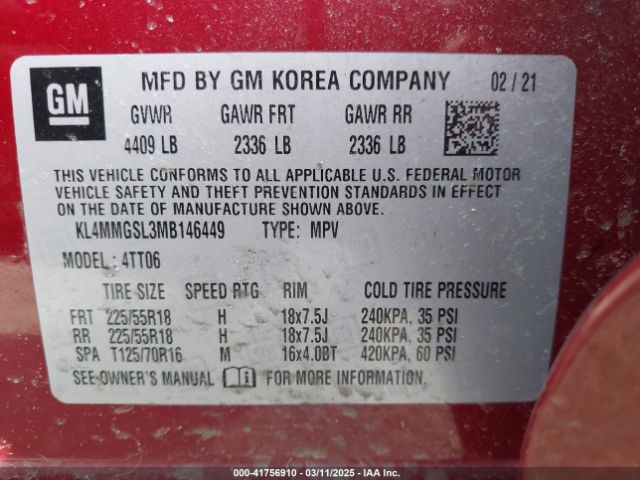 GM MFD BY GM KOREA COMPANY 02 / 21
GVWR GAWR FRT GAWR RR
4409 LB 2336 LB 2336 LB
THIS VEHICLE CONFORMS TO ALL APPLICABLE U.S. FEDERAL MOTOR
VEHICLE SAFETY AND THEFT PREVENTION STANDARDS IN EFFECT
ON THE DATE OF MANUFACTURE SHOWN ABOVE.
KL4MMGSL3MB146449 TYPE: MPV
MODEL: 4TT06
TIRE SIZE SPEED RTG RIM COLD TIRE PRESSURE
FRT 225/55R18 H 18x7.5J 240KPA, 35 PSI
RR 225/55R18 H 18x7.5J 240KPA, 35 PSI
SPA T125/70R16 M 16x4.0BT 420KPA, 60 PSI
SEE OWNER'S MANUAL FOR MORE INFORMATION.
000-41756910 | 03/11/2025 | IAA Inc.